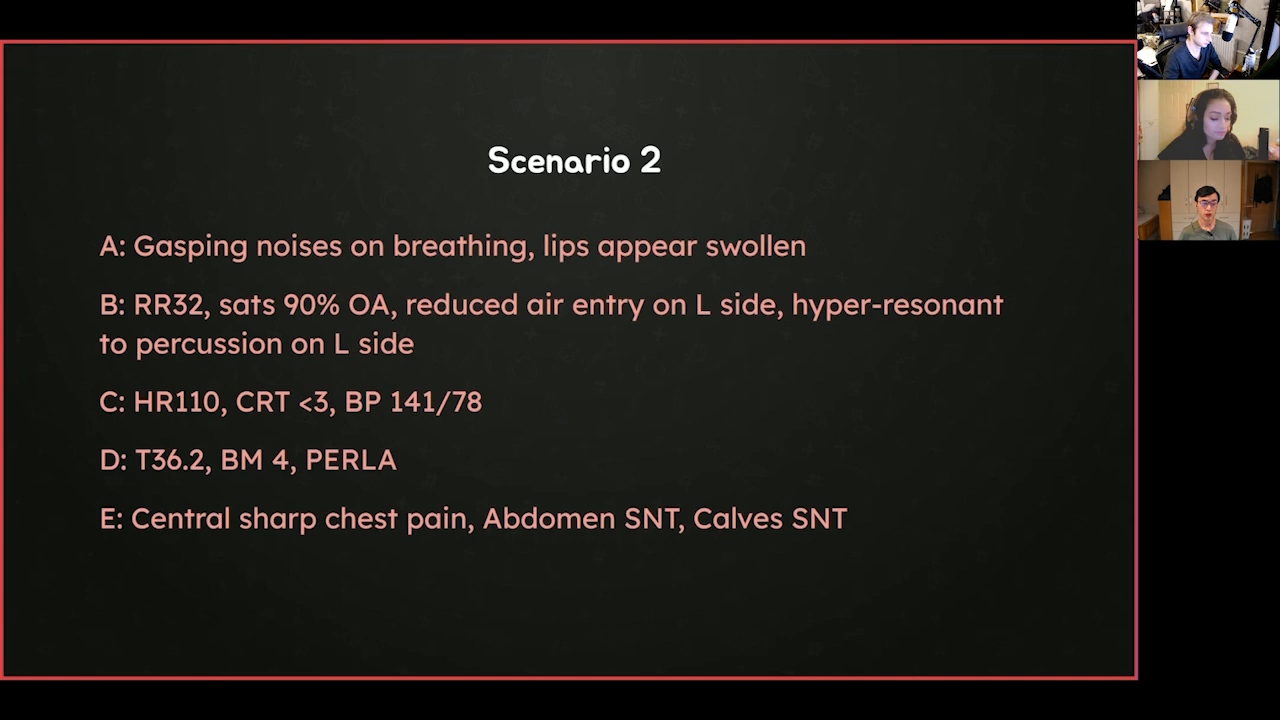 Scenario 2
A: Gasping noises on breathing, lips appear swollen
B: RR32, sats 90% OA, reduced air entry on L side, hyper-resonant
to percussion on L side
C: HR110, CRT <3, BP 141/78
D: T36.2, BM 4, PERLA
E: Central sharp chest pain, Abdomen SNT, Calves SNT